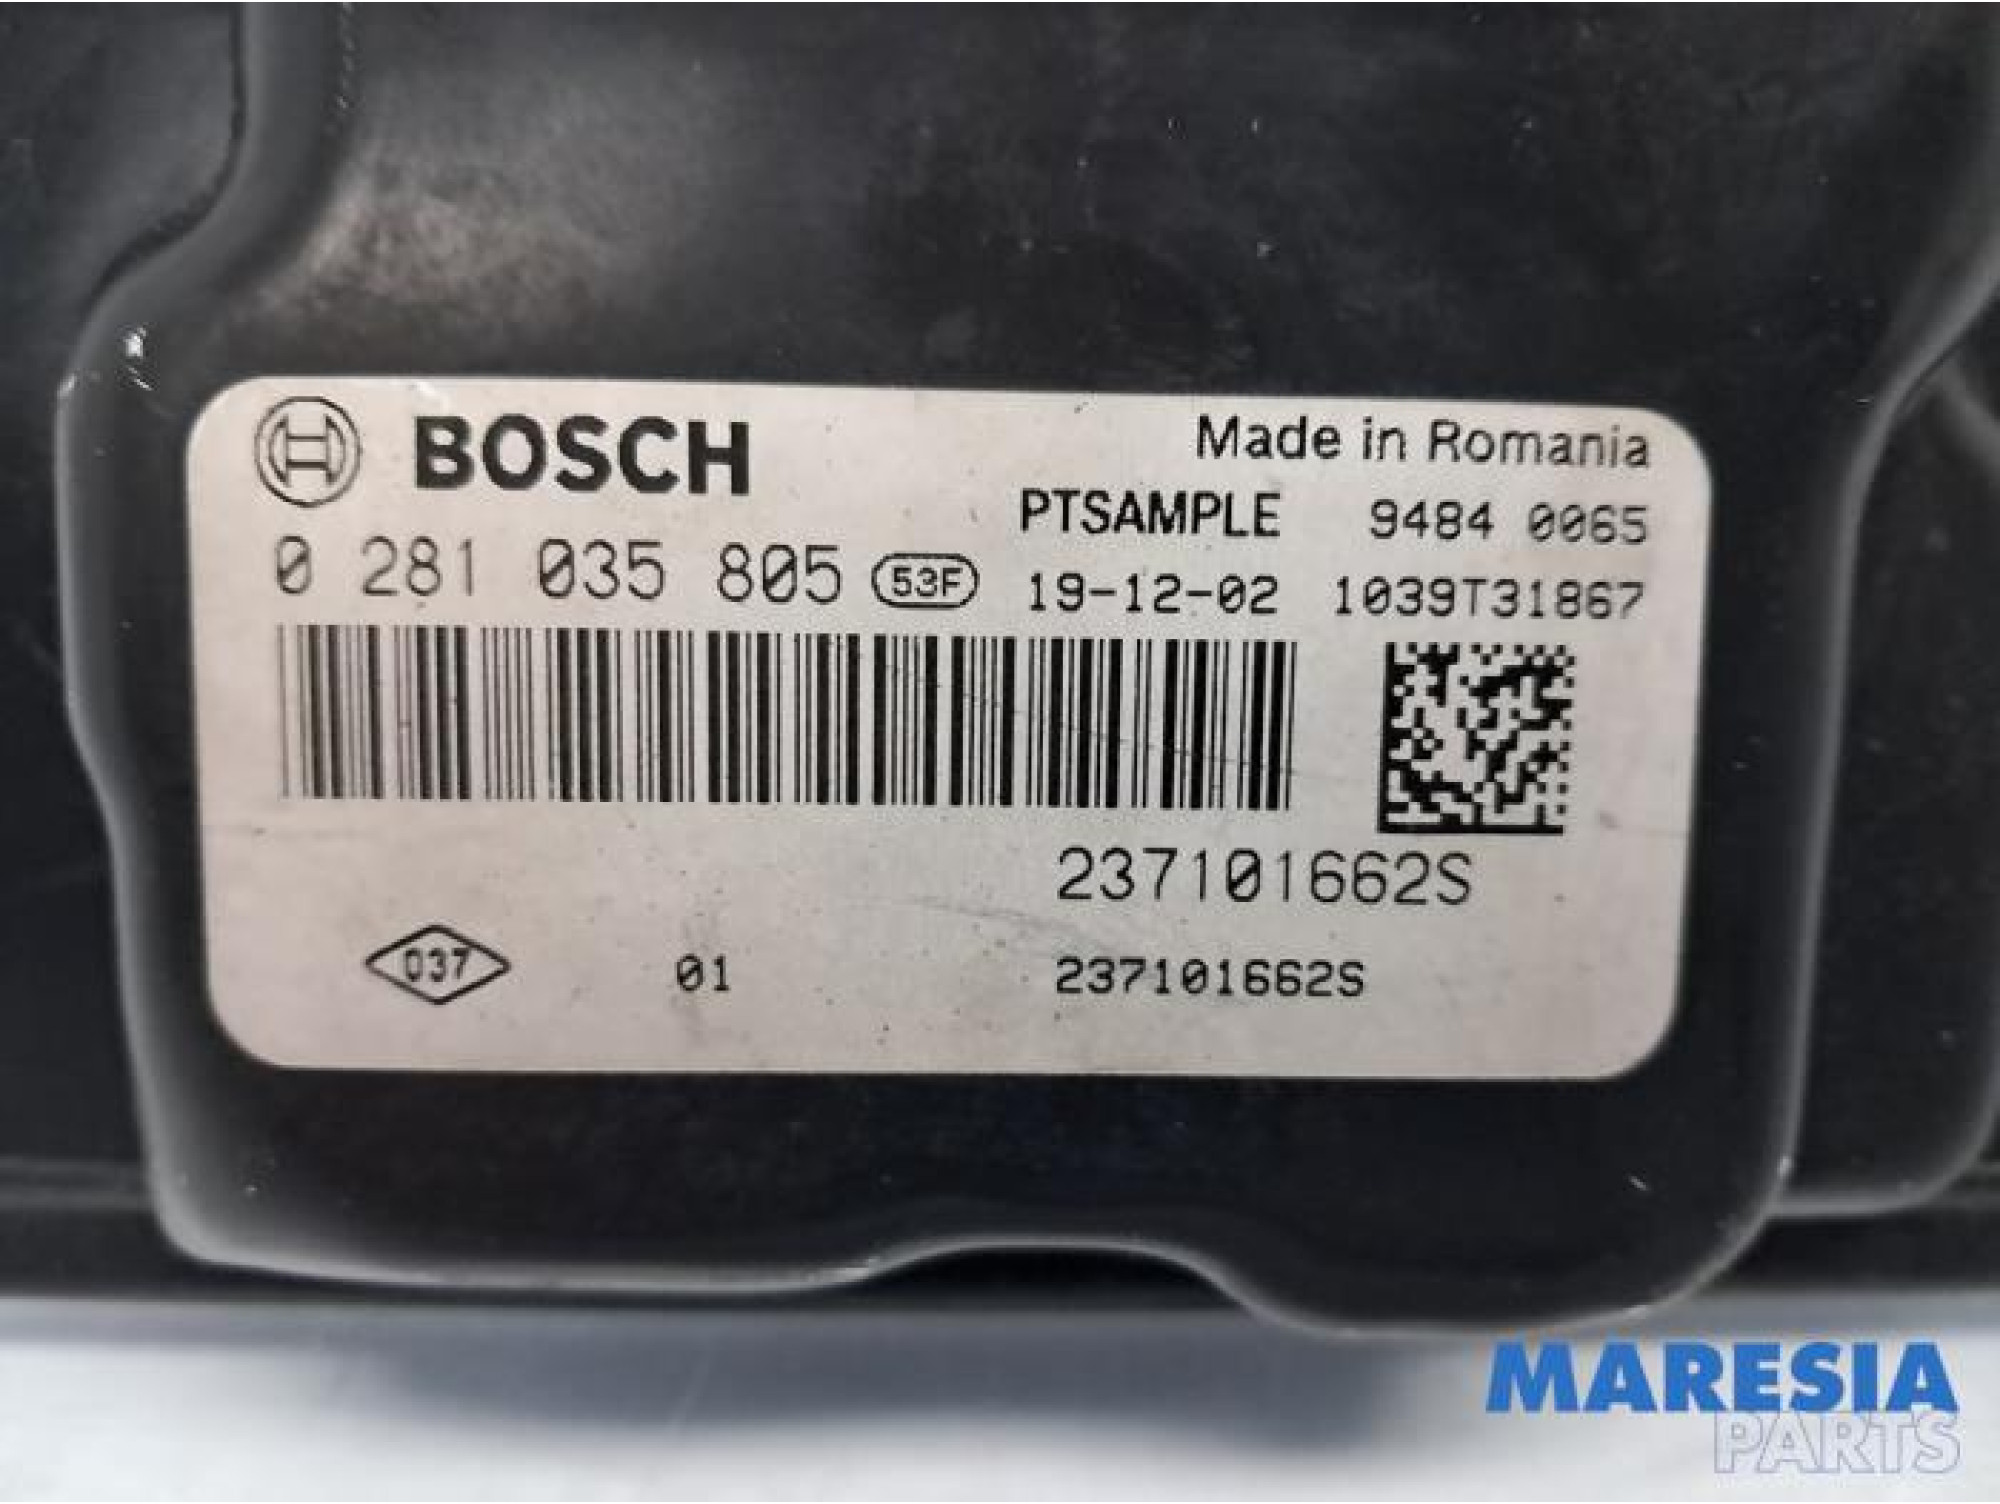 BOSCH
Made in Romania
PTSAMPLE 9484 0065
0 281 035 805 53F 19-12-02 1039T31867
237101662S
037 01 237101662S
MARESIA
PARTS